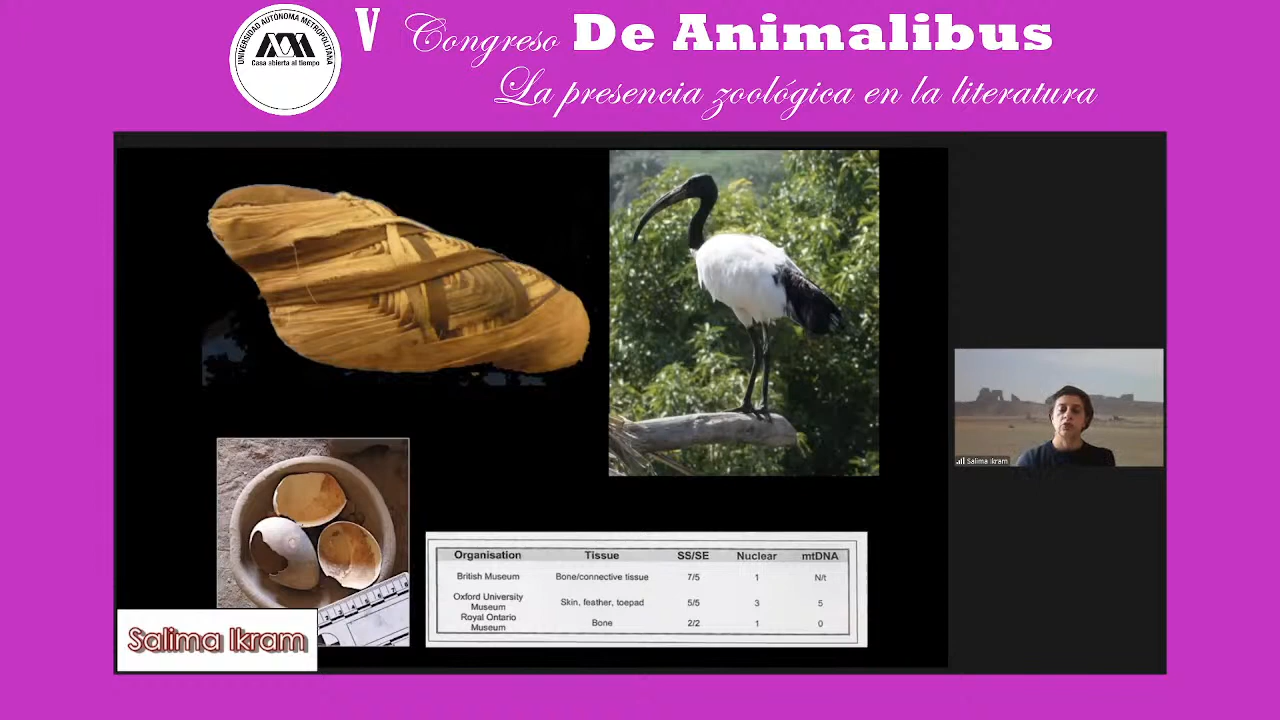 UNIVERSIDAD AUTÓNOMA METROPOLITANA
Casa abierta al tiempo
V Congreso De Animalibus
La presencia zoológica en la literatura
Salima Ikram
Organisation Tissue SS/SE Nuclear mtDNA
British Museum Bone/connective tissue 7/5 1 N/t
Oxford University Museum Skin, feather, toepad 5/5 3 5
Royal Ontario Museum Bone 2/2 1 0
Salima Ikram